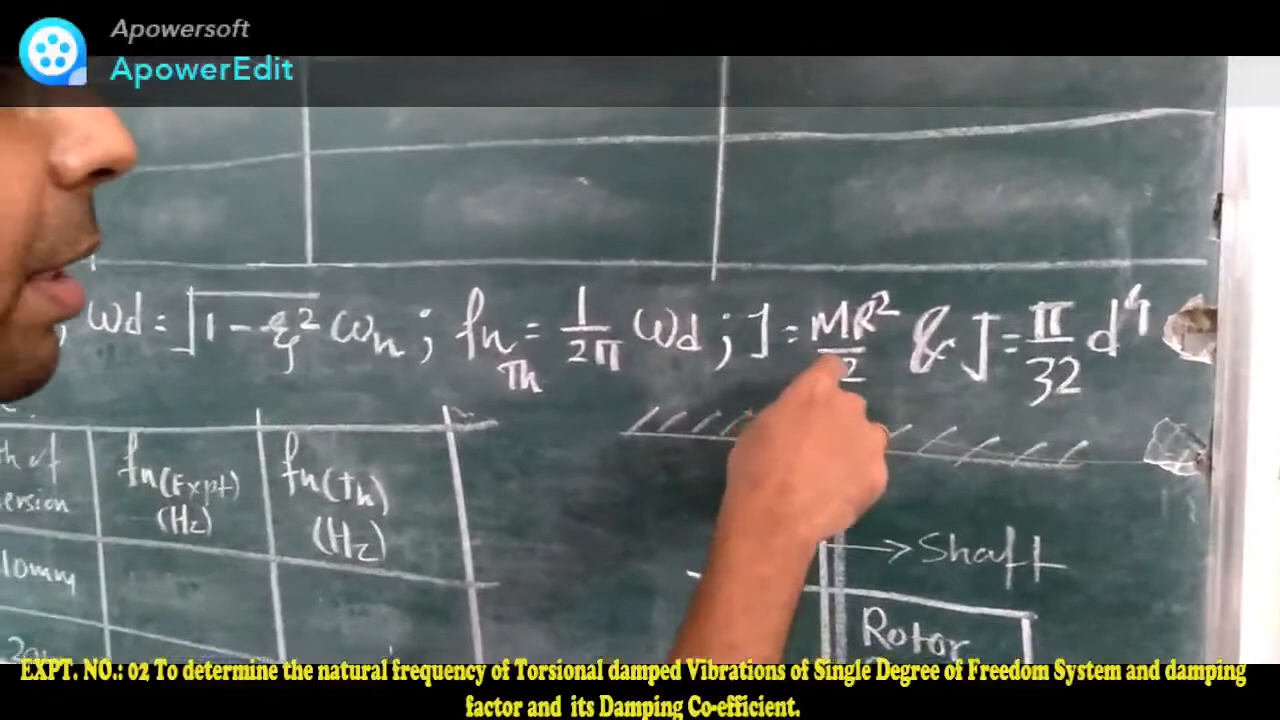 Apowersoft
ApowerEdit
ωd = √1-ξ² ωn ; fn Th = 1/2π ωd ; I = MR²/2 & J = π/32 d⁴
fn(Expt) (Hz)
fn(th) (Hz)
10mm
Shaft
Rotor
EXPT. NO.: 02 To determine the natural frequency of Torsional damped Vibrations of Single Degree of Freedom System and damping
factor and its Damping Co-efficient.